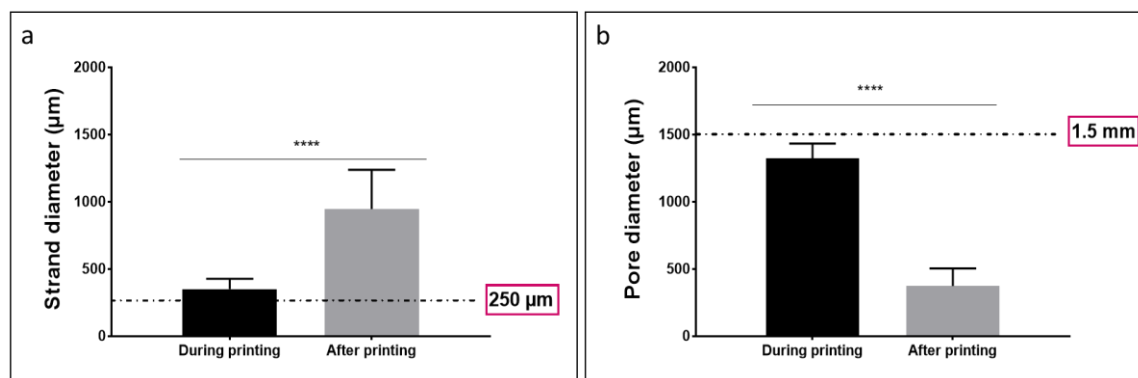 a
Strand diameter (µm)
2000
1500
1000
500
0
****
250 µm
During printing
After printing
b
Pore diameter (µm)
2000
1500
1000
500
0
****
1.5 mm
During printing
After printing